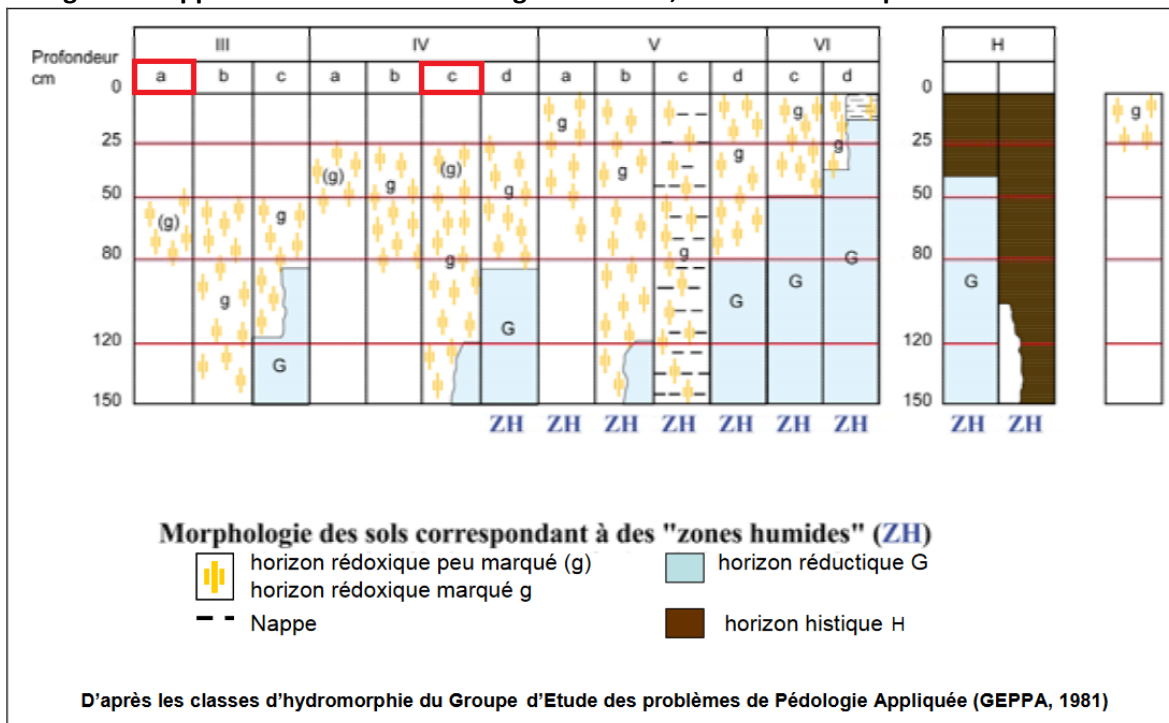 III IV V VI H
Profondeur
cm
a b c a b c d a b c d c d
0 0
g g g g
25 25
(g) g (g) g g g g
50 50
(g) g g
80 80
g g g G G G G
G
120 120
G
150 150
ZH ZH ZH ZH ZH ZH ZH ZH
Morphologie des sols correspondant à des "zones humides" (ZH)
horizon rédoxique peu marqué (g) horizon réductique G
horizon rédoxique marqué g
Nappe horizon histique H
D'après les classes d'hydromorphie du Groupe d'Etude des problèmes de Pédologie Appliquée (GEPPA, 1981)